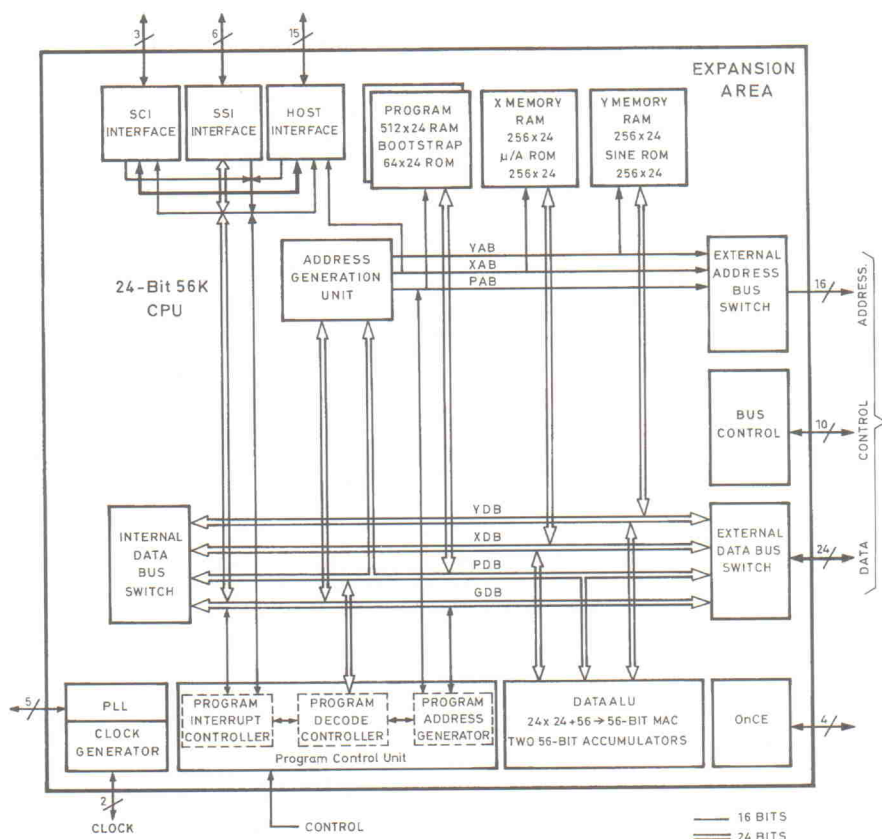 3
6
15
EXPANSION
AREA
SCI
INTERFACE
SSI
INTERFACE
HOST
INTERFACE
PROGRAM
512x24 RAM
BOOTSTRAP
64x24 ROM
X MEMORY
RAM
256x24
µ/A ROM
256x24
Y MEMORY
RAM
256x24
SINE ROM
256x24
24-Bit 56K
CPU
ADDRESS
GENERATION
UNIT
YAB
XAB
PAB
EXTERNAL
ADDRESS
BUS
SWITCH
16
ADDRESS.
BUS
CONTROL
10
CONTROL
INTERNAL
DATA
BUS
SWITCH
YDB
XDB
PDB
GDB
EXTERNAL
DATA BUS
SWITCH
24
DATA
5
PLL
CLOCK
GENERATOR
2
CLOCK
PROGRAM
INTERRUPT
CONTROLLER
PROGRAM
DECODE
CONTROLLER
PROGRAM
ADDRESS
GENERATOR
Program Control Unit
CONTROL
DATA ALU
24x 24+56 → 56-BIT MAC
TWO 56-BIT ACCUMULATORS
OnCE
4
16 BITS
24 BITS